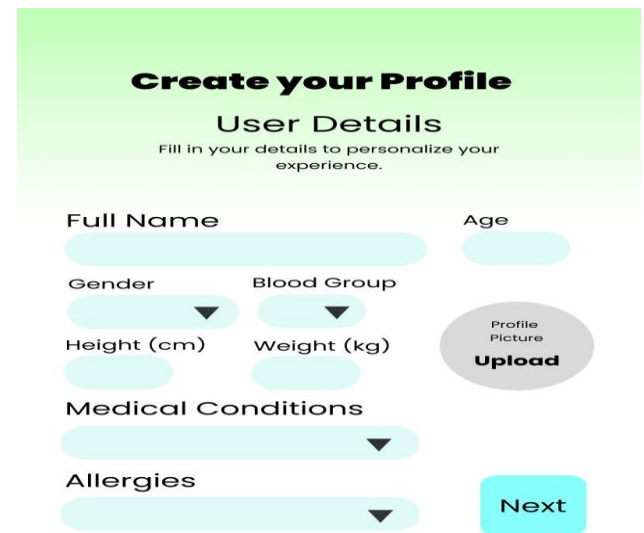 Create your Profile
User Details
Fill in your details to personalize your
experience.
Full Name
Age
Gender
Blood Group
Height (cm)
Weight (kg)
Profile
Picture
Upload
Medical Conditions
Allergies
Next